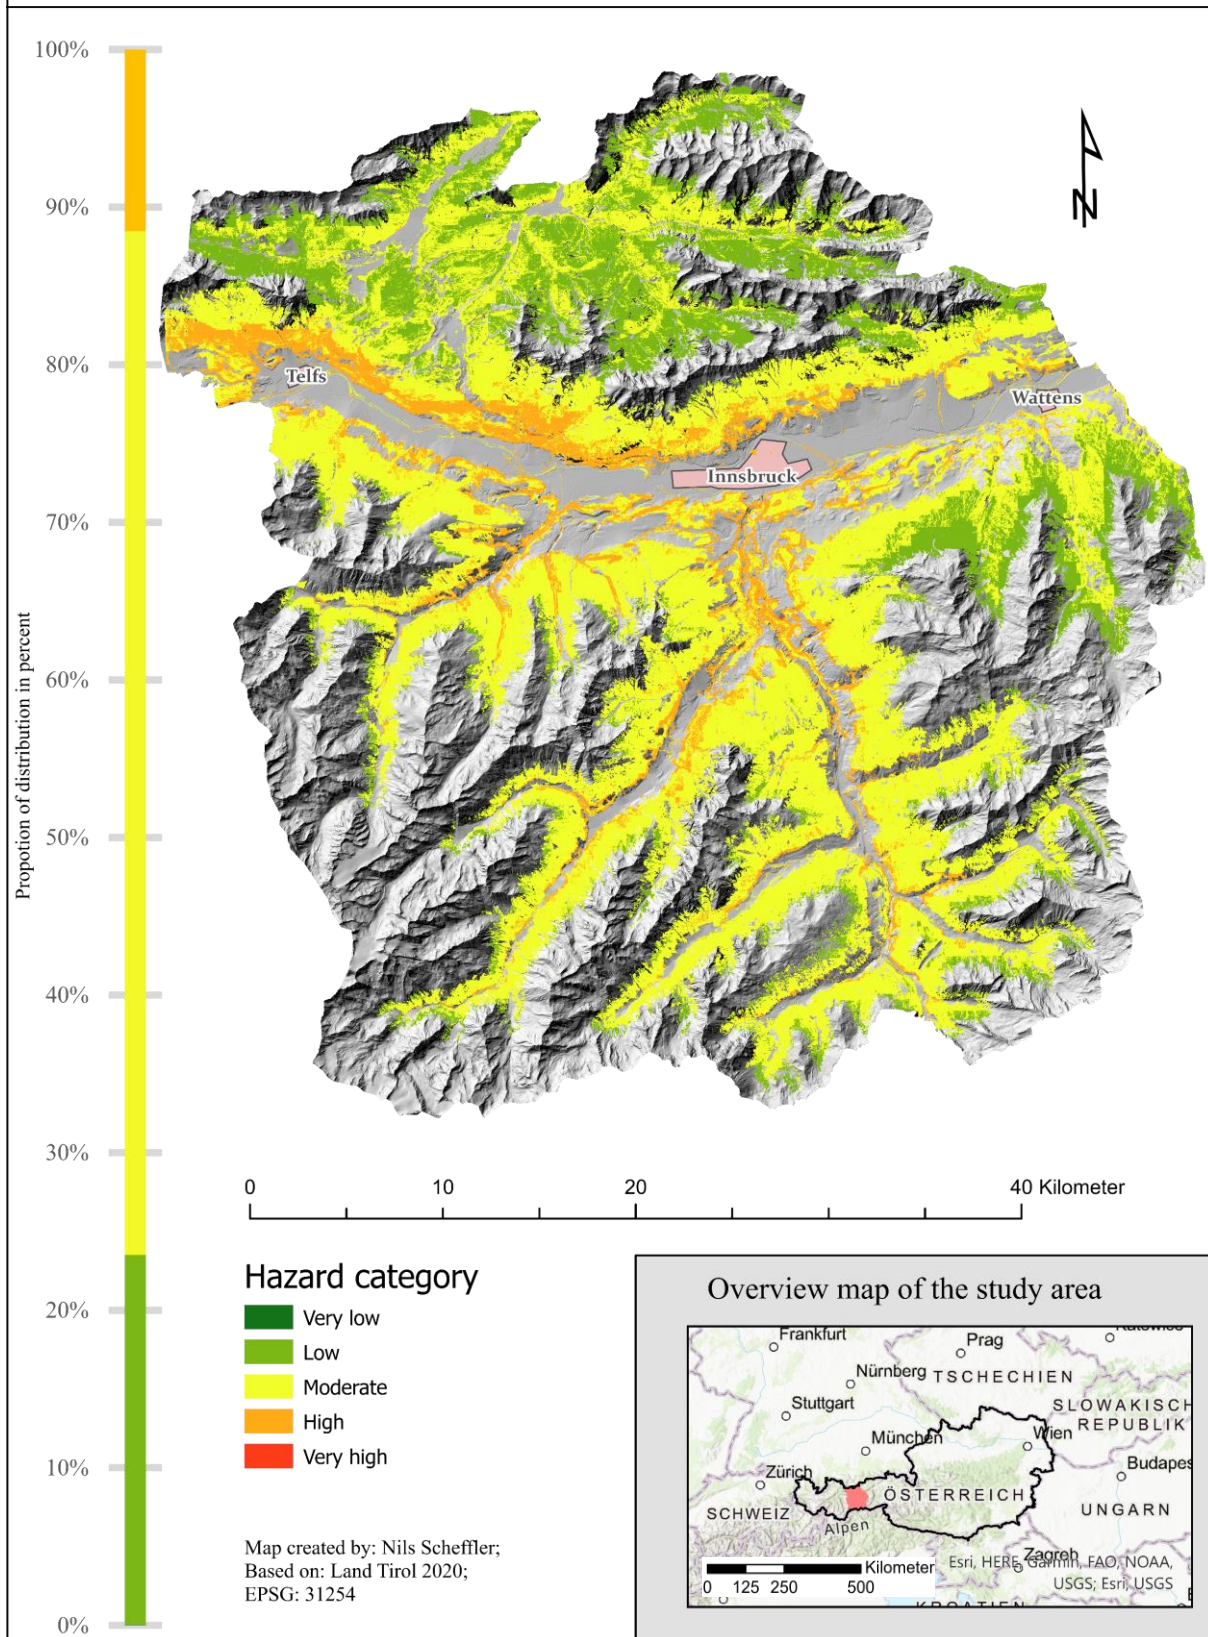 100%
90%
80%
70%
60%
50%
40%
30%
20%
10%
0%
Propotion of distribution in percent
N
Telfs
Wattens
Innsbruck
0 10 20 40 Kilometer
Hazard category
Very low
Low
Moderate
High
Very high
Map created by: Nils Scheffler;
Based on: Land Tirol 2020;
EPSG: 31254
Overview map of the study area
Frankfurt
Prag
Nürnberg
TSCHECHIEN
Stuttgart
SLOWAKISCH
REPUBLIK
München
Wien
Zürich
Budapes
ÖSTERREICH
SCHWEIZ
UNGARN
Alpen
Zagreb
Kilometer
0 125 250 500
Esri, HERE, Garmin, FAO, NOAA,
USGS; Esri, USGS